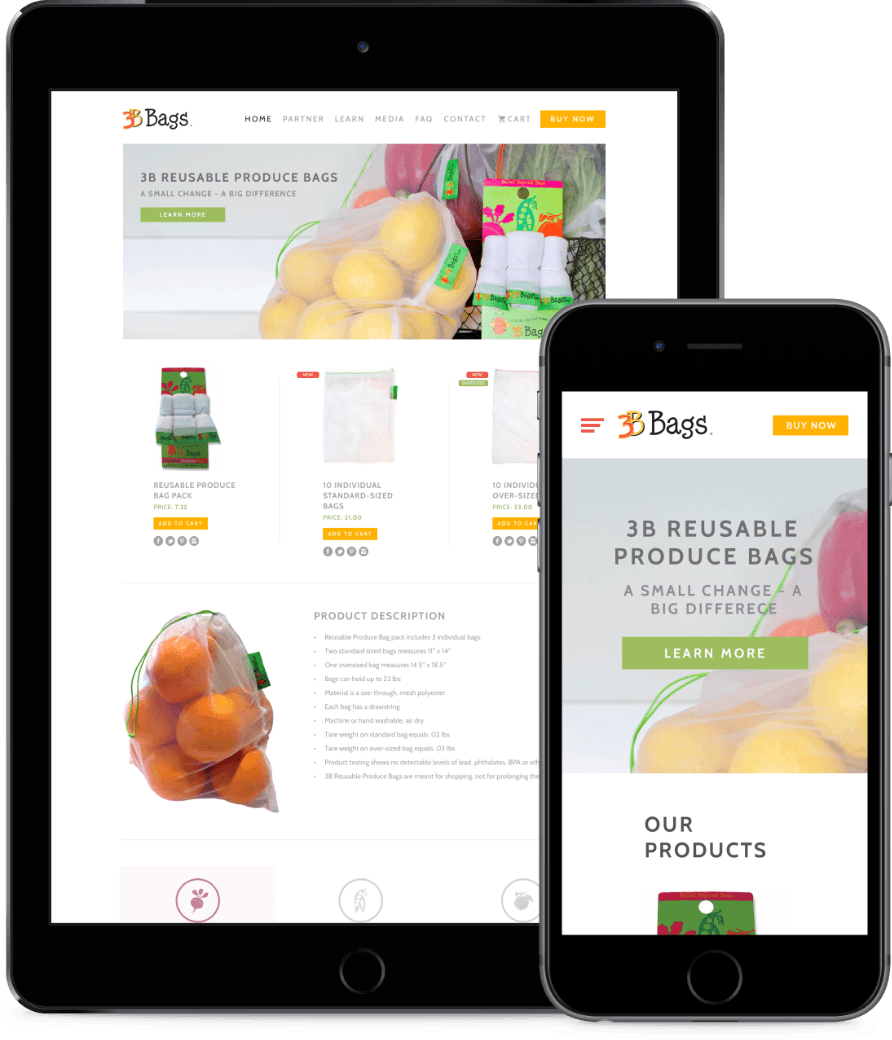 3B Bags
HOME PARTNER LEARN MEDIA FAQ CONTACT CART BUY NOW
3B REUSABLE PRODUCE BAGS
A SMALL CHANGE - A BIG DIFFERENCE
LEARN MORE
Bags
3B Bags
NEW
NEW
REUSABLE PRODUCE
BAG PACK
PRICE: 7.25
ADD TO CART
10 INDIVIDUAL
STANDARD-SIZED
BAGS
PRICE: 21.00
ADD TO CART
10 INDIVIDU
OVER-SIZED
PRICE: 23.00
ADD TO CAR
PRODUCT DESCRIPTION
• Reusable Produce Bag pack includes 3 individual bags
• Two standard sized bags measures 11" x 14"
• One oversized bag measures 14.5" x 18.5"
• Bags can hold up to 22 lbs
• Material is a see-through, mesh polyester
• Each bag has a drawstring
• Machine or hand washable, air dry
• Tare weight on standard bag equals .02 lbs
• Tare weight on over-sized bag equals .03 lbs
• Product testing shows no detectable levels of lead, phthalates, BPA or oth
• 3B Reusable Produce Bags are meant for shopping, not for prolonging the
3B Bags
BUY NOW
3B REUSABLE
PRODUCE BAGS
A SMALL CHANGE - A
BIG DIFFERECE
LEARN MORE
OUR
PRODUCTS